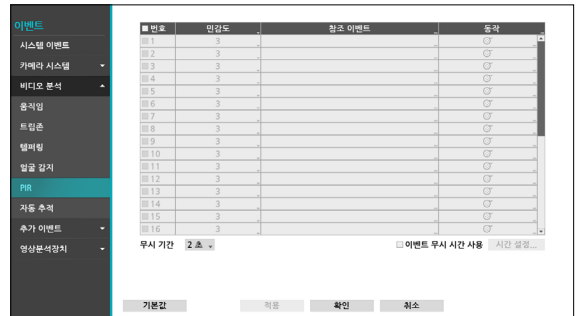 이벤트
시스템 이벤트
카메라 시스템
비디오 분석
움직임
트립존
템퍼링
얼굴 감지
PIR
자동 추적
추가 이벤트
영상분석장치
번호 민감도 참조 이벤트 동작
1 3
2 3
3 3
4 3
5 3
6 3
7 3
8 3
9 3
10 3
11 3
12 3
13 3
14 3
15 3
16 3
무시 기간 2 초 이벤트 무시 시간 사용 시간 설정...
기본값 적용 확인 취소